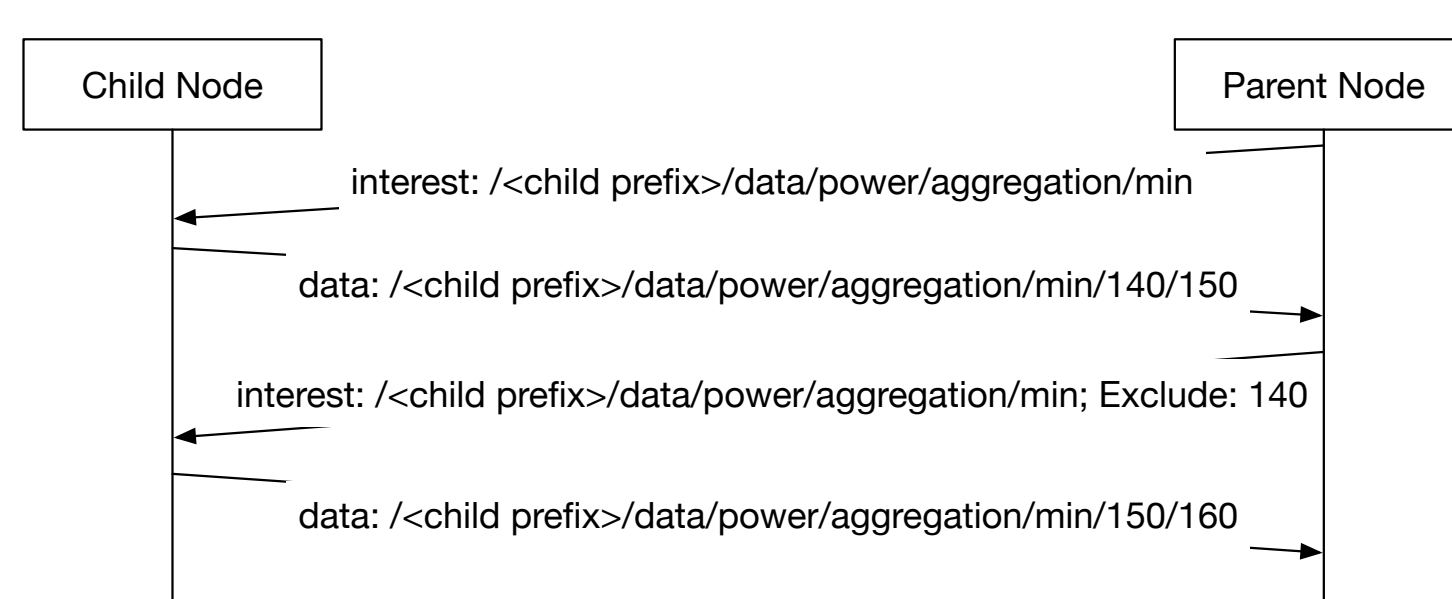 Child Node
Parent Node
interest: /<child prefix>/data/power/aggregation/min
data: /<child prefix>/data/power/aggregation/min/140/150
interest: /<child prefix>/data/power/aggregation/min; Exclude: 140
data: /<child prefix>/data/power/aggregation/min/150/160